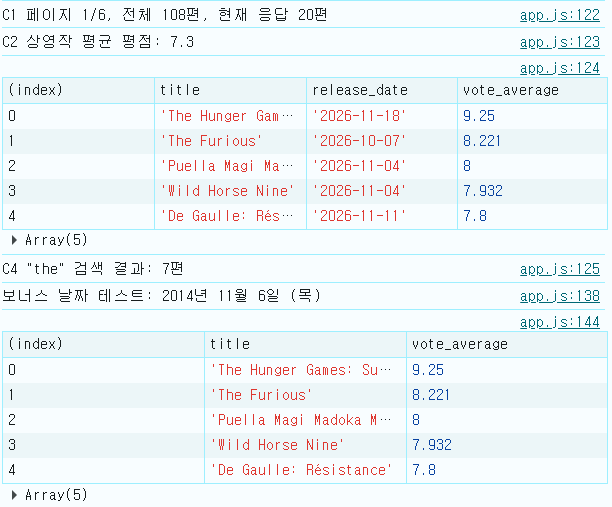 C1 페이지 1/6, 전체 108편, 현재 응답 20편 app.js:122
C2 상영작 평균 평점: 7.3 app.js:123
app.js:124
(index) title release_date vote_average
0 'The Hunger Gam… '2026-11-18' 9.25
1 'The Furious' '2026-10-07' 8.221
2 'Puella Magi Ma… '2026-11-04' 8
3 'Wild Horse Nine' '2026-11-04' 7.932
4 'De Gaulle: Rés… '2026-11-11' 7.8
▶ Array(5)
C4 "the" 검색 결과: 7편 app.js:125
보너스 날짜 테스트: 2014년 11월 6일 (목) app.js:138
app.js:144
(index) title vote_average
0 'The Hunger Games: Su… 9.25
1 'The Furious' 8.221
2 'Puella Magi Madoka M… 8
3 'Wild Horse Nine' 7.932
4 'De Gaulle: Résistance' 7.8
▶ Array(5)